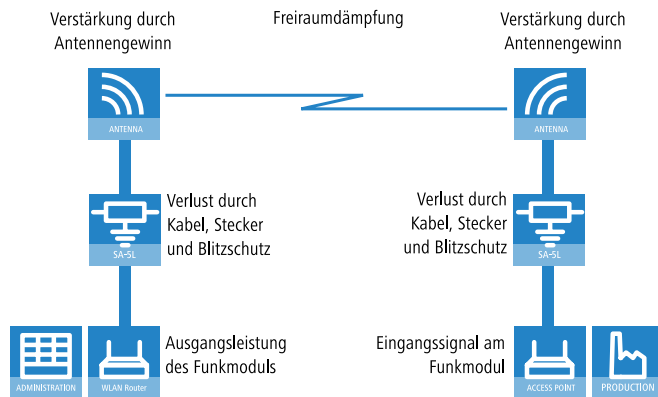 Verstärkung durch
Antennengewinn
Freiraumdämpfung
Verstärkung durch
Antennengewinn
ANTENNA
ANTENNA
Verlust durch
Kabel, Stecker
und Blitzschutz
SA-5L
Verlust durch
Kabel, Stecker
und Blitzschutz
SA-5L
Ausgangsleistung
des Funkmoduls
ADMINISTRATION
WLAN Router
Eingangssignal am
Funkmodul
ACCESS POINT
PRODUCTION